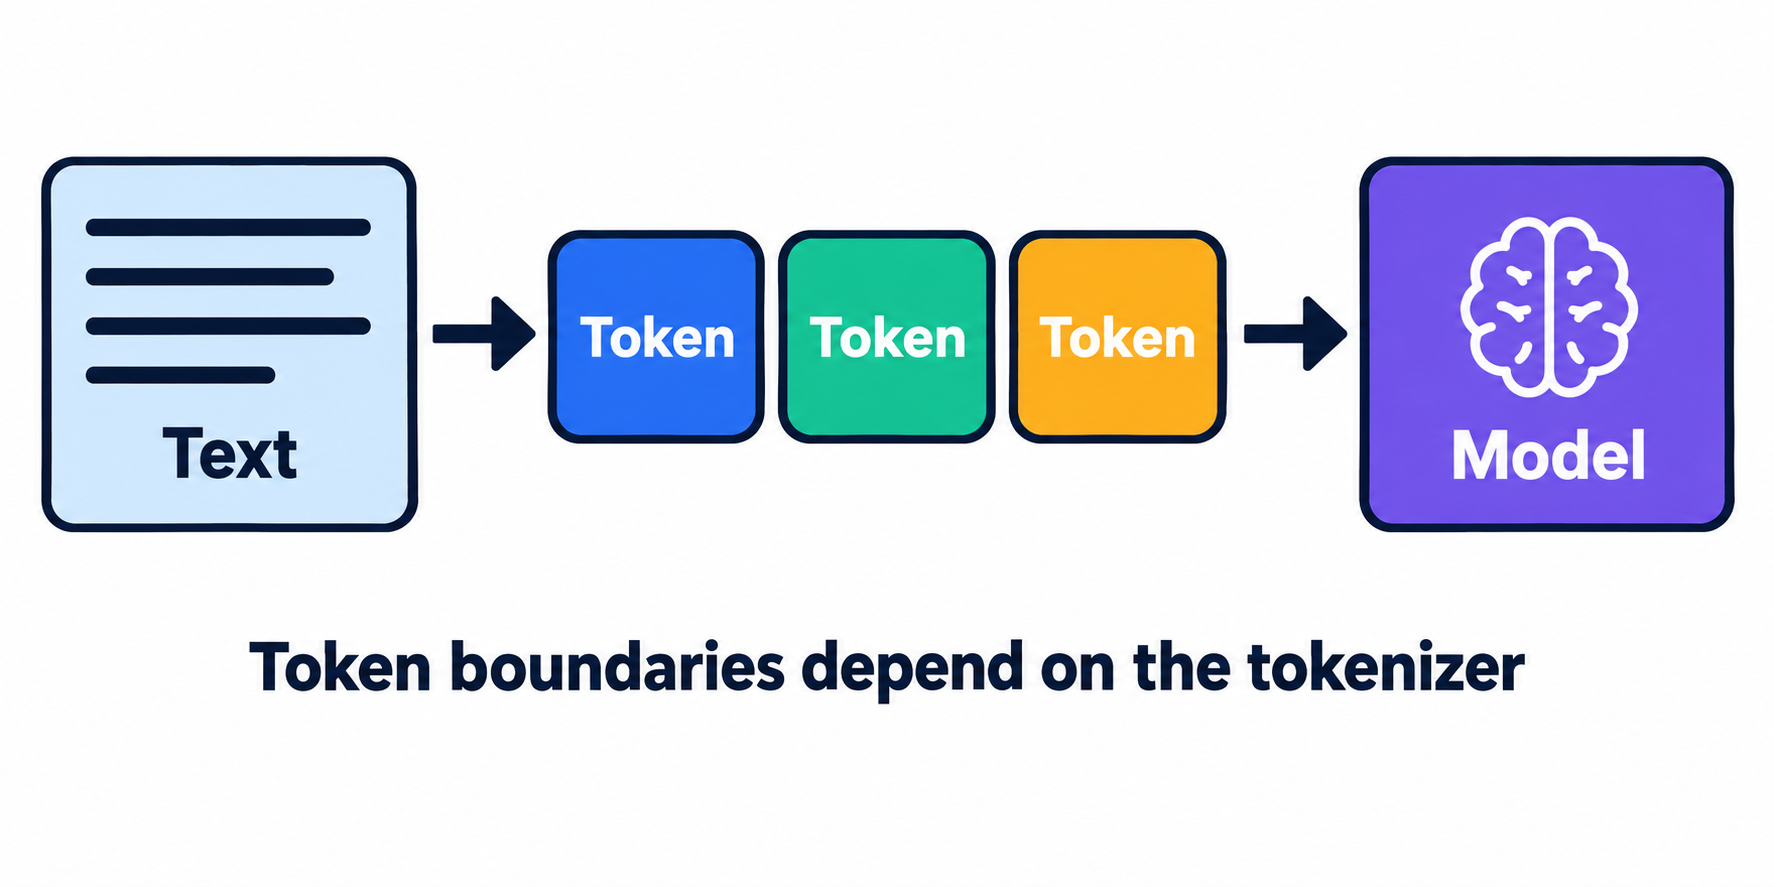 Text
Token
Token
Token
Model
Token boundaries depend on the tokenizer